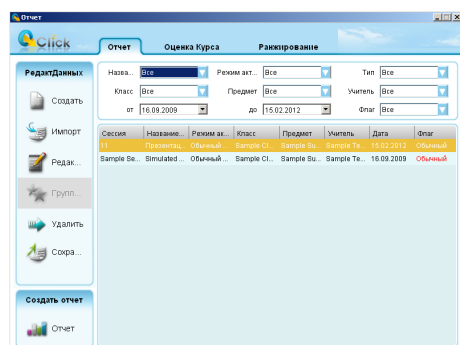 Отчет
Click
Отчет Оценка Курса Ранжирование
РедактДанных
Создать
Импорт
Редак...
Групп...
Удалить
Сохра...
Создать отчет
Отчет
Назва... Все Режим акт... Все Тип Все
Класс Все Предмет Все Учитель Все
от 16.09.2009 до 15.02.2012 Флаг Все
Сессия Название... Режим ак... Класс Предмет Учитель Дата Флаг
11 Презентац... Обычный ... Sample Cl... Sample Su... Sample Te... 15.02.2012 Обычный
Sample Se... Simulated ... Обычный ... Sample Cl... Sample Su... Sample Te... 16.09.2009 Обычный